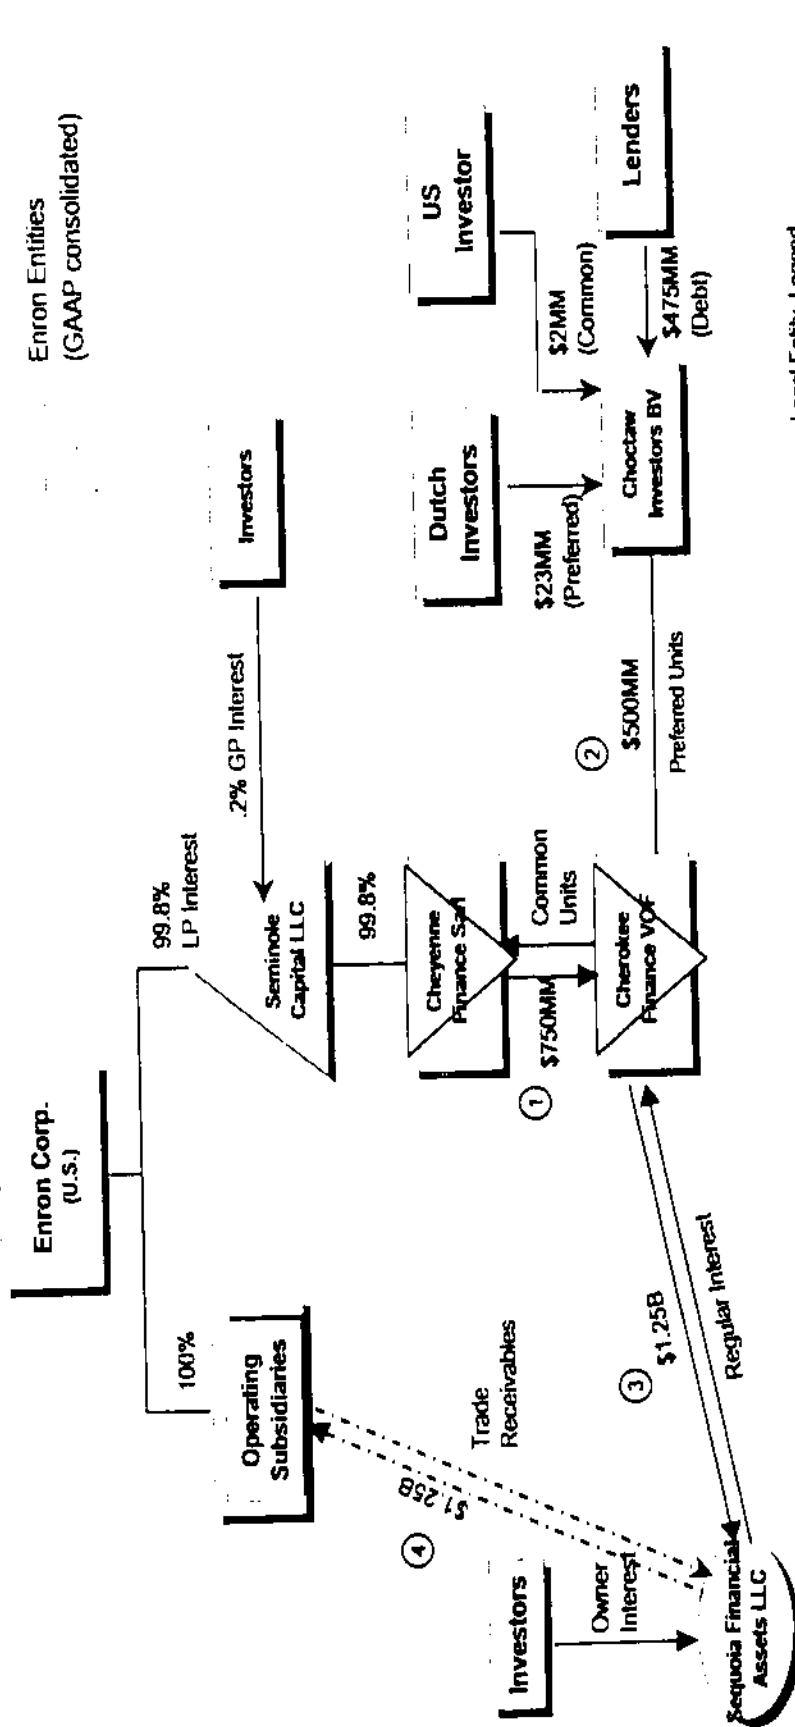 Enron Entities
(GAAP consolidated)
Enron Corp.
(U.S.)
100%
99.8%
LP Interest
Operating
Subsidiaries
Seminole
Capital LLC
.2% GP Interest
Investors
99.8%
Cheyenne
Finance Sarl
1
$750MM
Common
Units
Cherokee
Finance VOF
2
$500MM
Preferred Units
Dutch
Investors
US
Investor
$23MM
(Preferred)
$2MM
(Common)
Choctaw
Investors BV
Lenders
$475MM
(Debt)
4
$1.25B
Trade
Receivables
3
$1.25B
Regular Interest
Investors
Owner
Interest
Sequoia Financial
Assets LLC